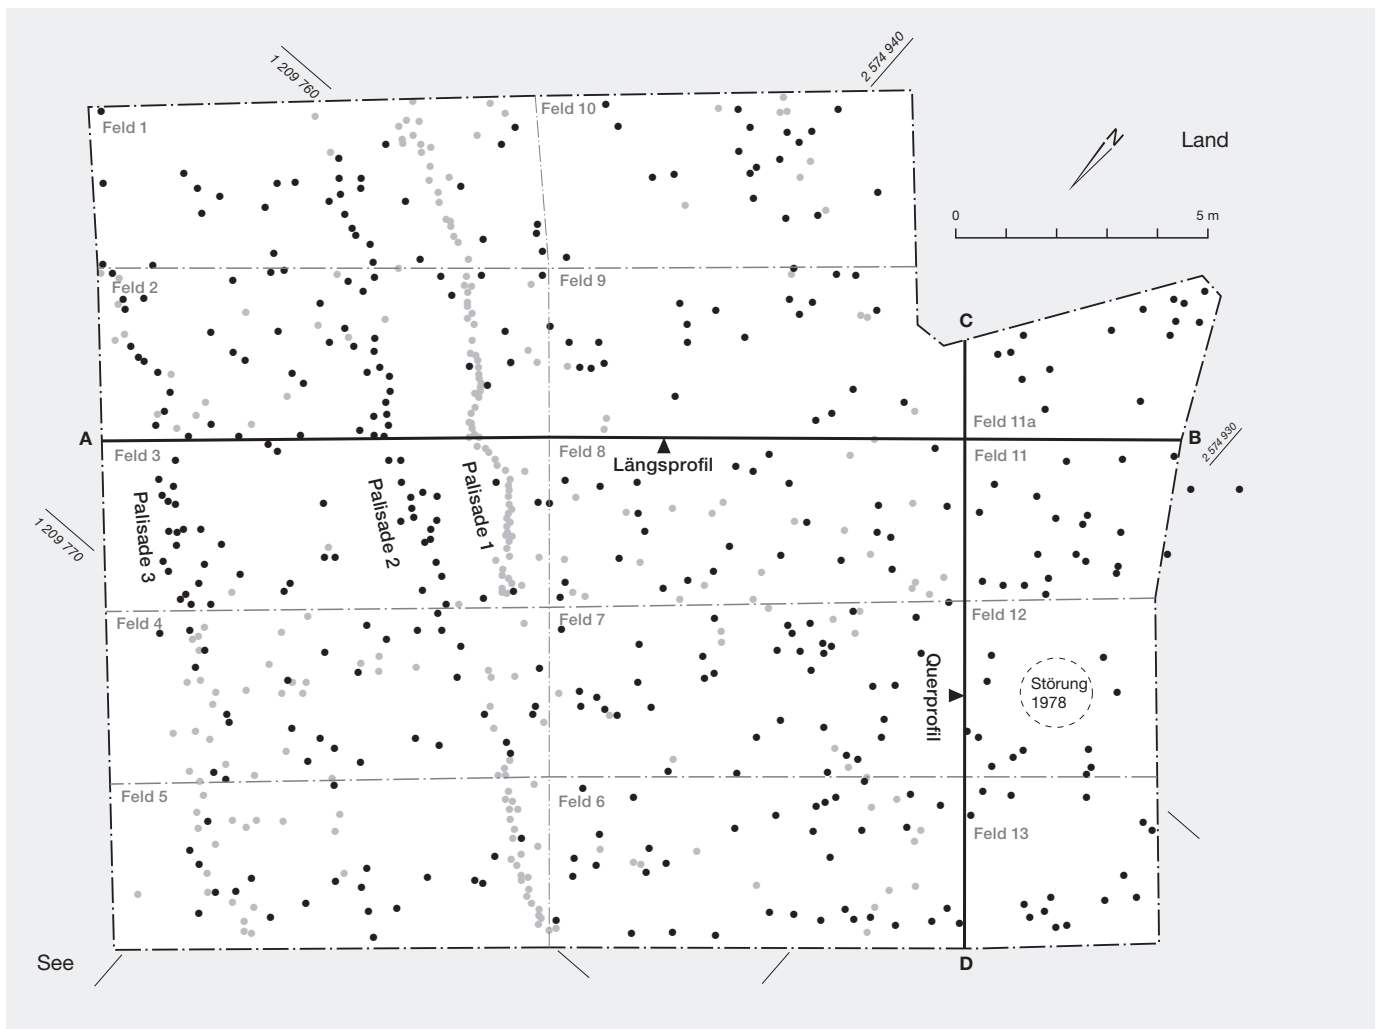 1 209 760
2 574 940
Feld 1
Feld 10
N
Land
0
5 m
Feld 2
Feld 9
C
Feld 11a
A
B
2 574 930
Feld 3
Feld 8
Feld 11
Längsprofil
Palisade 3
Palisade 2
Palisade 1
1 209 770
Feld 4
Feld 7
Feld 12
Querprofil
Störung
1978
Feld 5
Feld 6
Feld 13
See
D